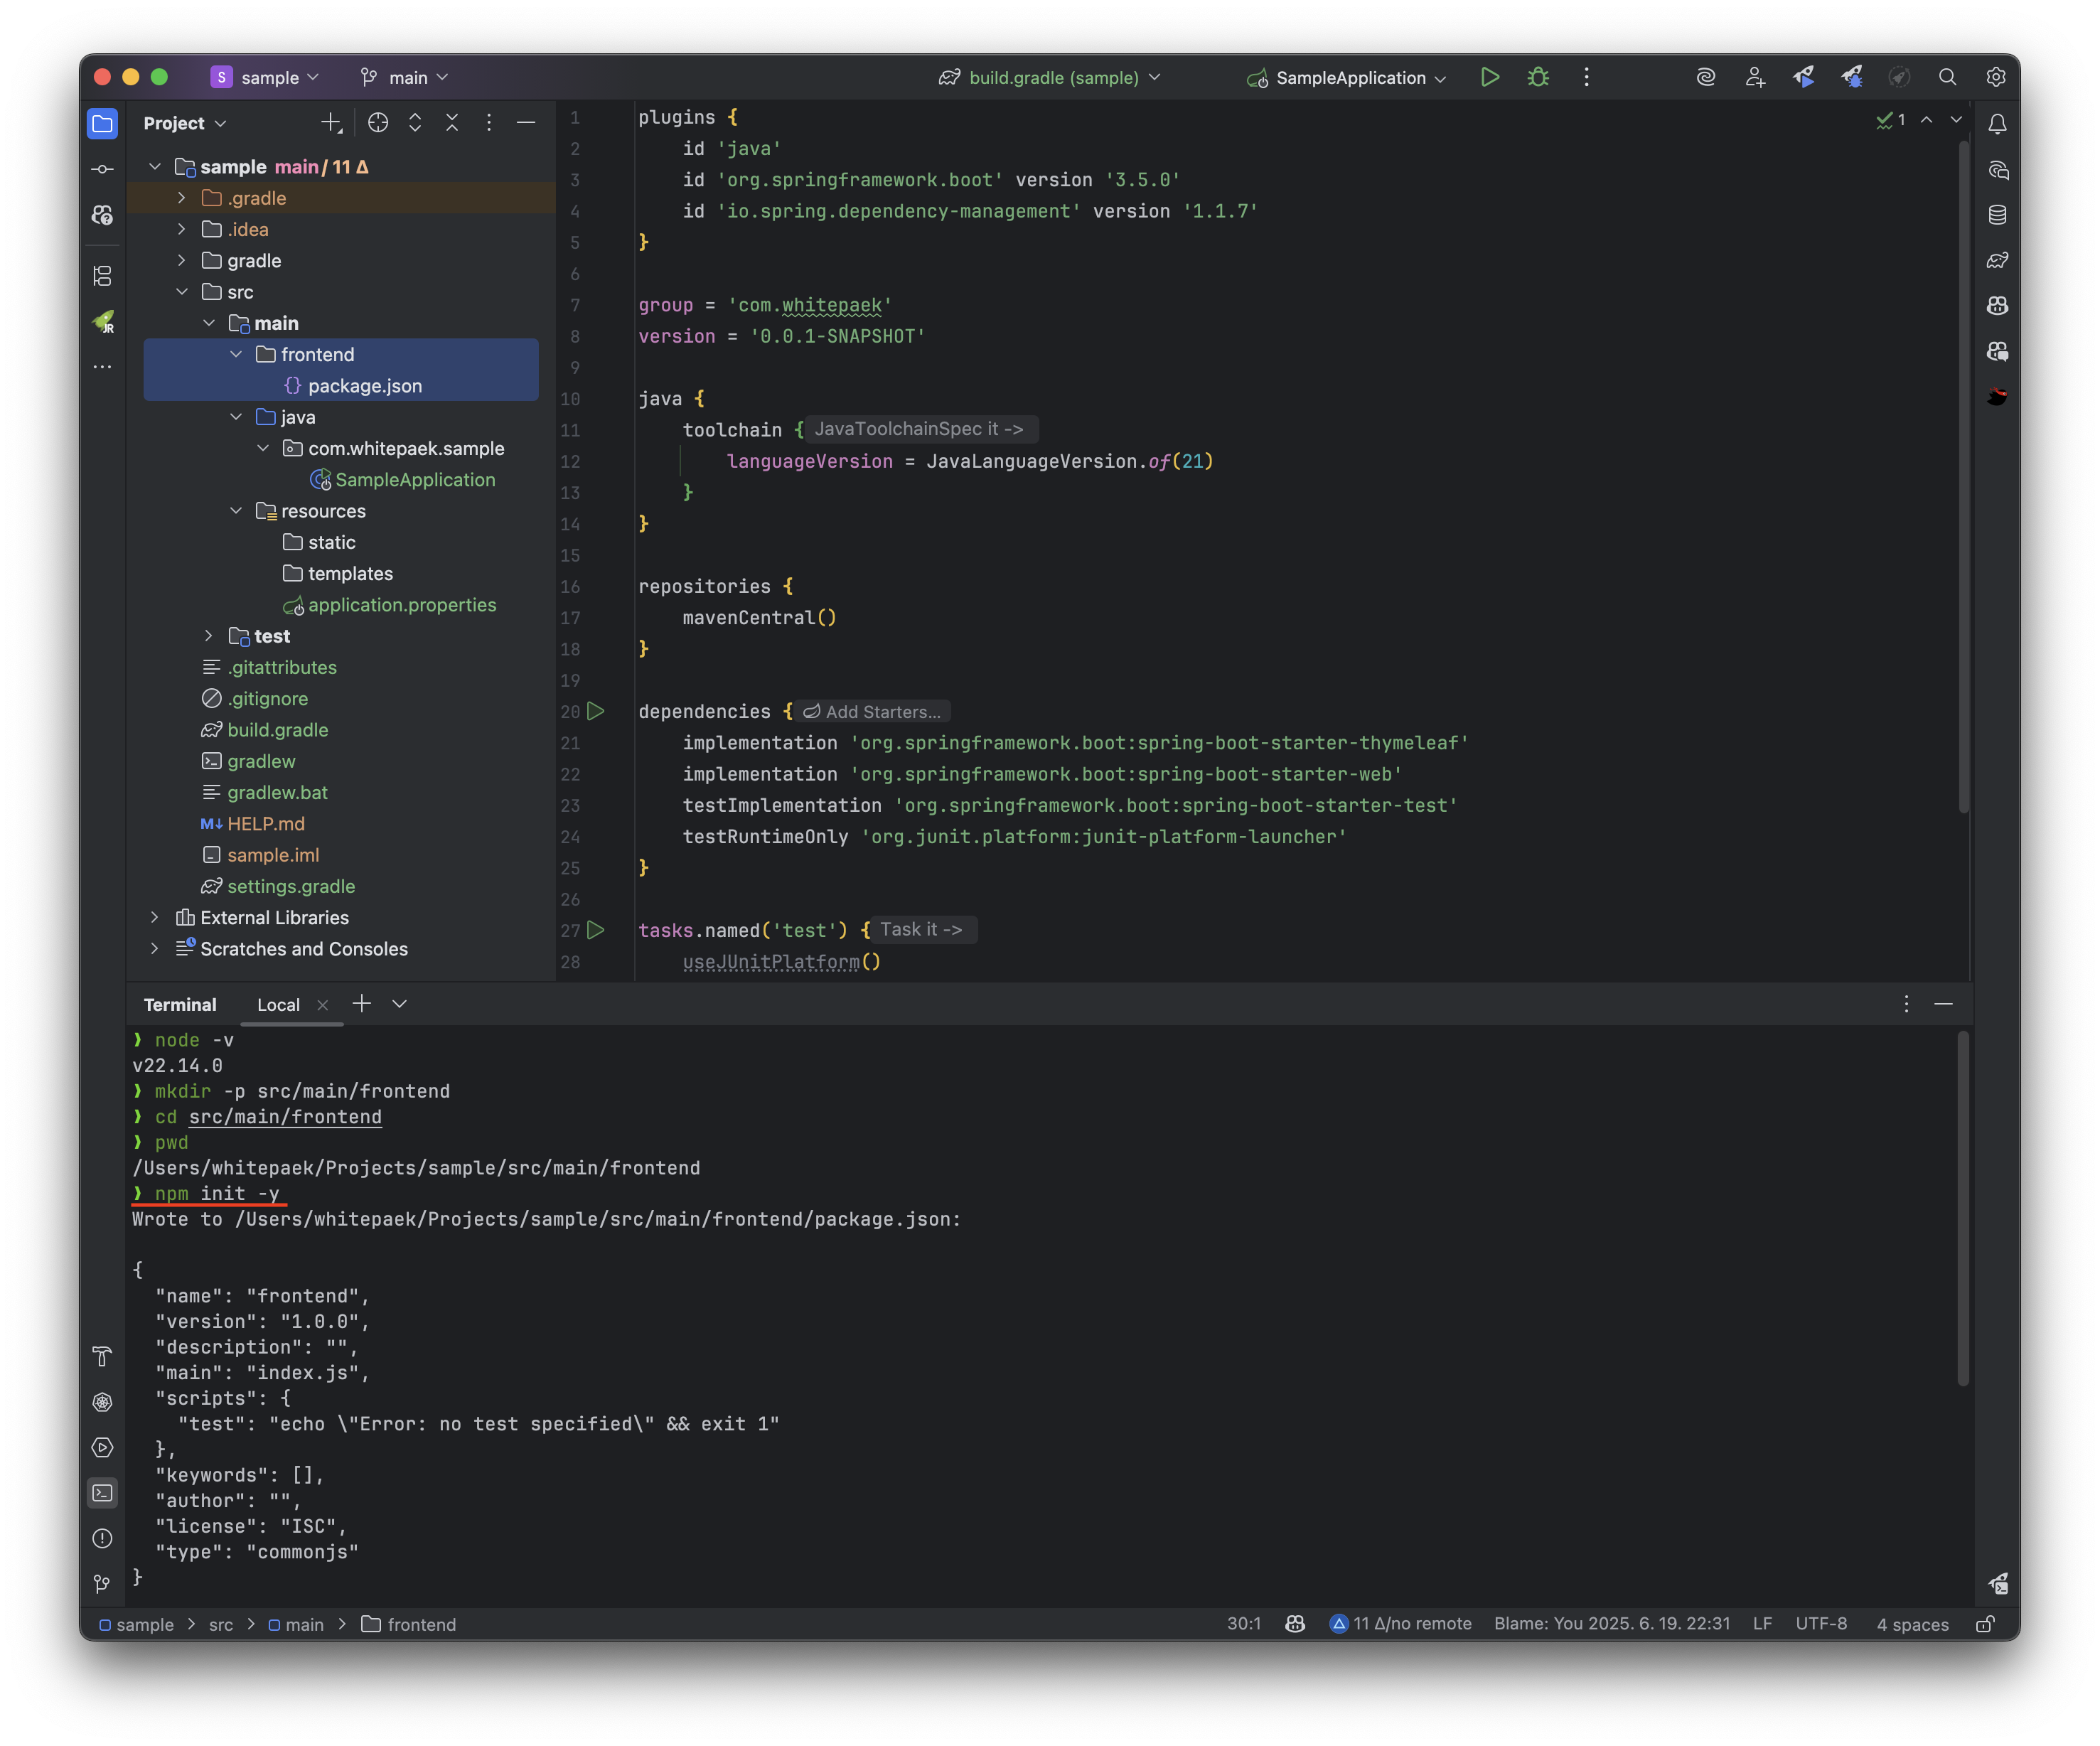 S sample main build.gradle (sample) SampleApplication
Project
sample main / 11 Δ
.gradle
.idea
gradle
src
main
frontend
{} package.json
java
com.whitepaek.sample
SampleApplication
resources
static
templates
application.properties
test
.gitattributes
.gitignore
build.gradle
gradlew
gradlew.bat
M↓ HELP.md
sample.iml
settings.gradle
External Libraries
Scratches and Consoles
JR
1
1 plugins {
2     id 'java'
3     id 'org.springframework.boot' version '3.5.0'
4     id 'io.spring.dependency-management' version '1.1.7'
5 }
6
7 group = 'com.whitepaek'
8 version = '0.0.1-SNAPSHOT'
9
10 java {
11     toolchain { JavaToolchainSpec it ->
12         languageVersion = JavaLanguageVersion.of(21)
13     }
14 }
15
16 repositories {
17     mavenCentral()
18 }
19
20 dependencies { Add Starters...
21     implementation 'org.springframework.boot:spring-boot-starter-thymeleaf'
22     implementation 'org.springframework.boot:spring-boot-starter-web'
23     testImplementation 'org.springframework.boot:spring-boot-starter-test'
24     testRuntimeOnly 'org.junit.platform:junit-platform-launcher'
25 }
26
27 tasks.named('test') { Task it ->
28     useJUnitPlatform()
Terminal Local
❯ node -v
v22.14.0
❯ mkdir -p src/main/frontend
❯ cd src/main/frontend
❯ pwd
/Users/whitepaek/Projects/sample/src/main/frontend
❯ npm init -y
Wrote to /Users/whitepaek/Projects/sample/src/main/frontend/package.json:
{
  "name": "frontend",
  "version": "1.0.0",
  "description": "",
  "main": "index.js",
  "scripts": {
    "test": "echo \"Error: no test specified\" && exit 1"
  },
  "keywords": [],
  "author": "",
  "license": "ISC",
  "type": "commonjs"
}
sample > src > main > frontend 30:1 11 Δ/no remote Blame: You 2025. 6. 19. 22:31 LF UTF-8 4 spaces